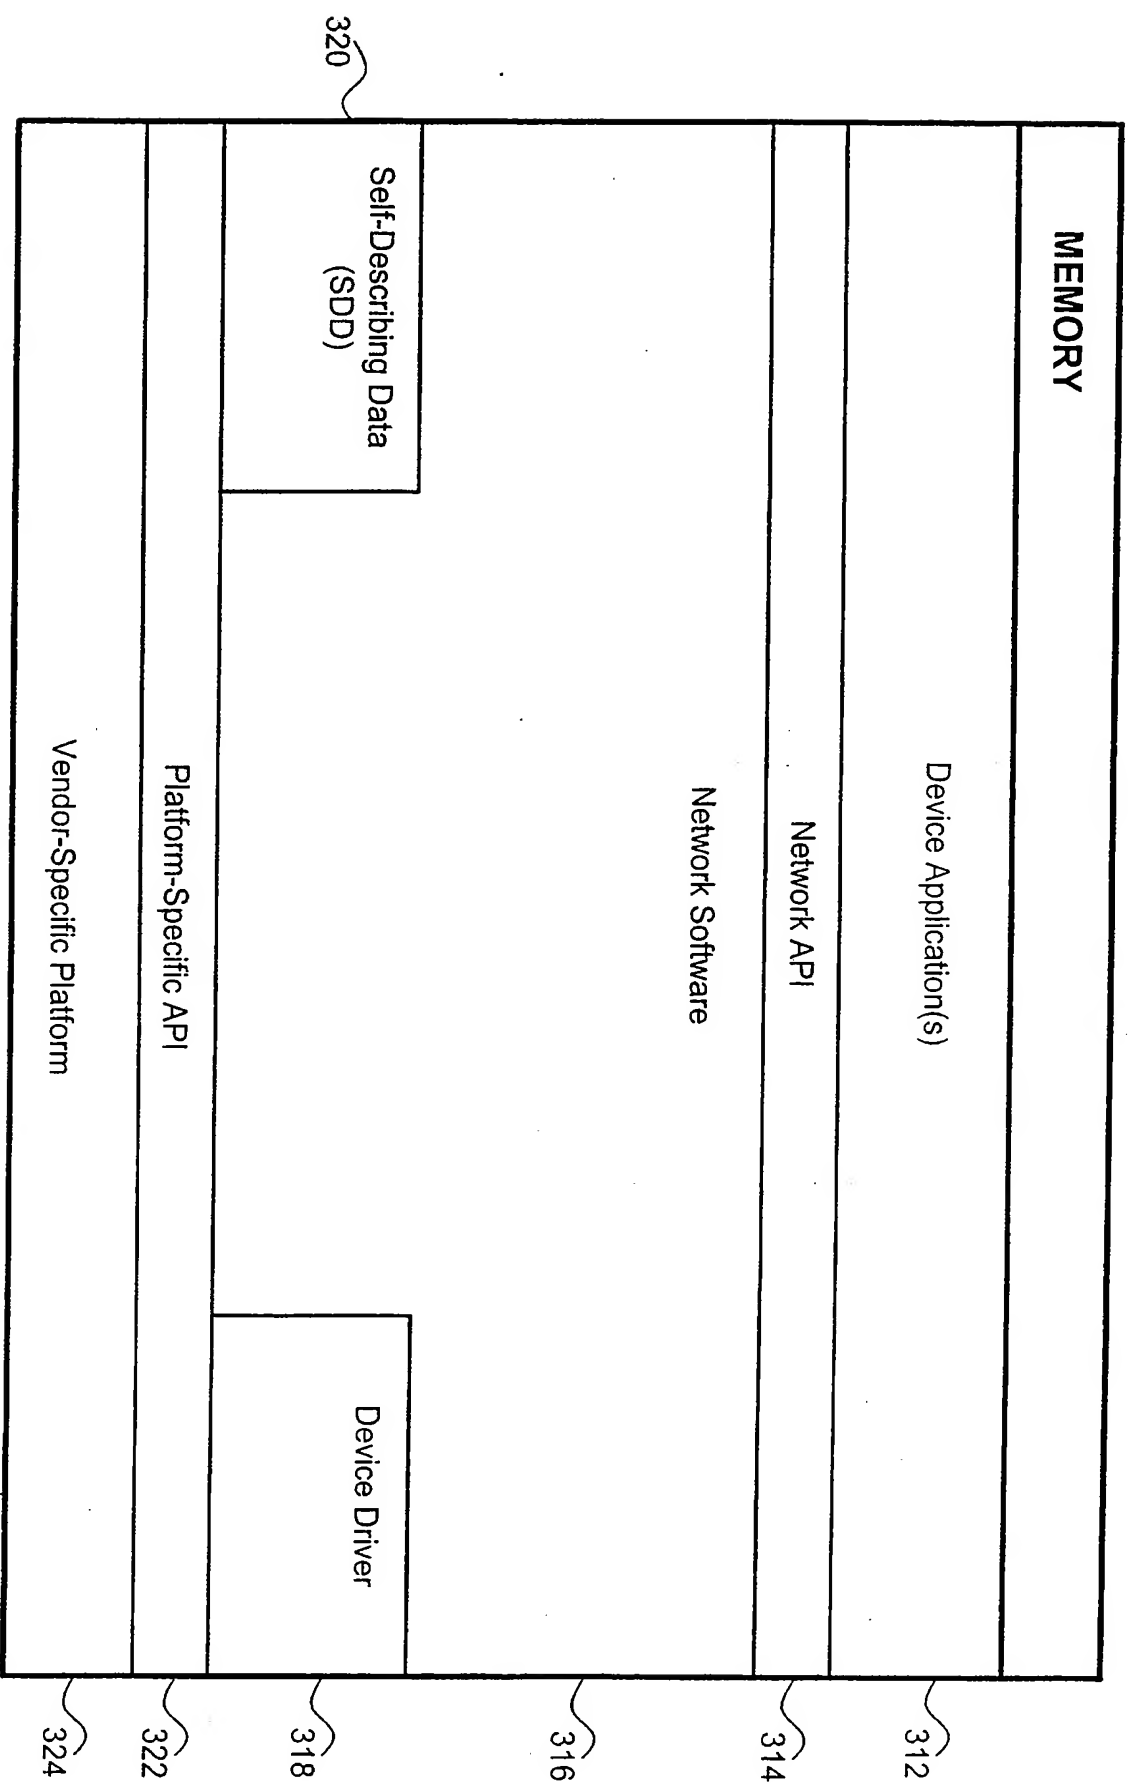 MEMORY
Device Application(s)
312
Network API
314
Network Software
316
320
Self-Describing Data
(SDD)
Device Driver
318
Platform-Specific API
322
Vendor-Specific Platform
324